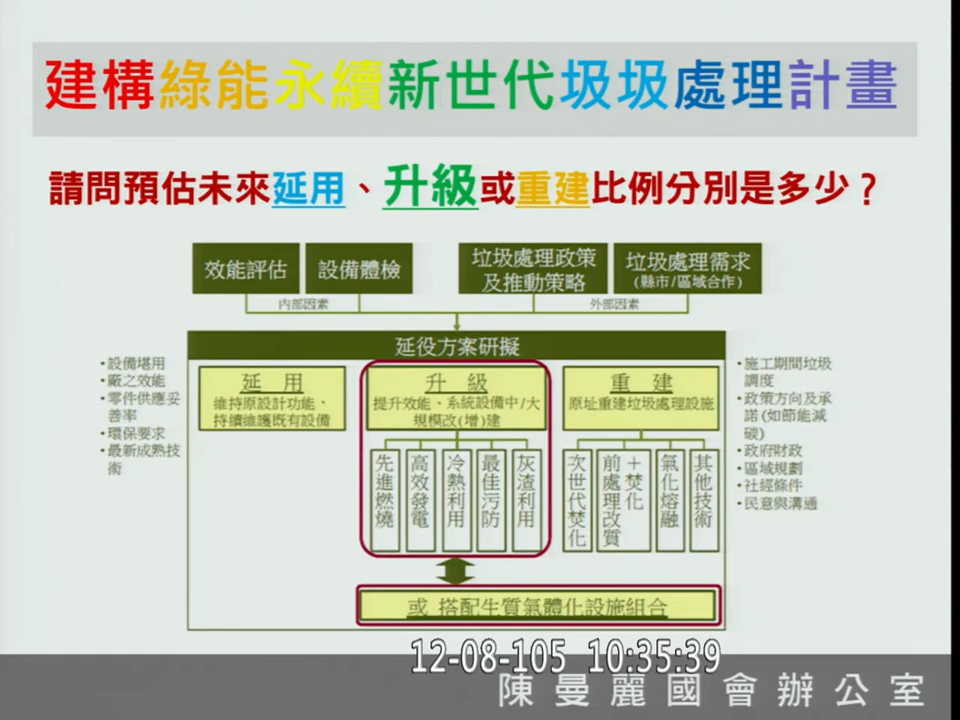 建構綠能永續新世代圾圾處理計畫
請問預估未來延用、升級或重建比例分別是多少？
效能評估
設備體檢
垃圾處理政策
及推動策略
垃圾處理需求
(縣市/區域合作)
內部因素
外部因素
延役方案研擬
•設備堪用
•廠之效能
•零件供應妥
善率
•環保要求
•最新成熟技
術
延 用
維持原設計功能、
持續維護既有設備
升 級
提升效能、系統設備中/大
規模改(增)建
先進燃燒
高效發電
冷熱利用
最佳污防
灰渣利用
重 建
原址重建垃圾處理設施
次世代焚化
前處理改質
+焚化
氣化熔融
其他技術
•施工期間垃圾
調度
•政策方向及承
諾(如節能減
碳)
•政府財政
•區域規劃
•社經條件
•民意與溝通
或 搭配生質氣體化設施組合
12-08-105 10:35:39
陳曼麗國會辦公室